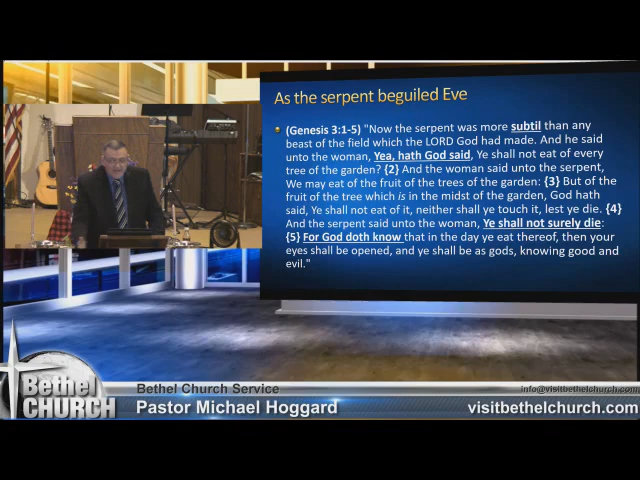 As the serpent beguiled Eve
(Genesis 3:1-5) "Now the serpent was more subtil than any
beast of the field which the LORD God had made. And he said
unto the woman, Yea, hath God said, Ye shall not eat of every
tree of the garden? {2} And the woman said unto the serpent,
We may eat of the fruit of the trees of the garden: {3} But of the
fruit of the tree which is in the midst of the garden, God hath
said, Ye shall not eat of it, neither shall ye touch it, lest ye die. {4}
And the serpent said unto the woman, Ye shall not surely die:
{5} For God doth know that in the day ye eat thereof, then your
eyes shall be opened, and ye shall be as gods, knowing good and
evil."
Bethel
CHURCH
Bethel Church Service
info@visitbethelchurch.com
Pastor Michael Hoggard
visitbethelchurch.com